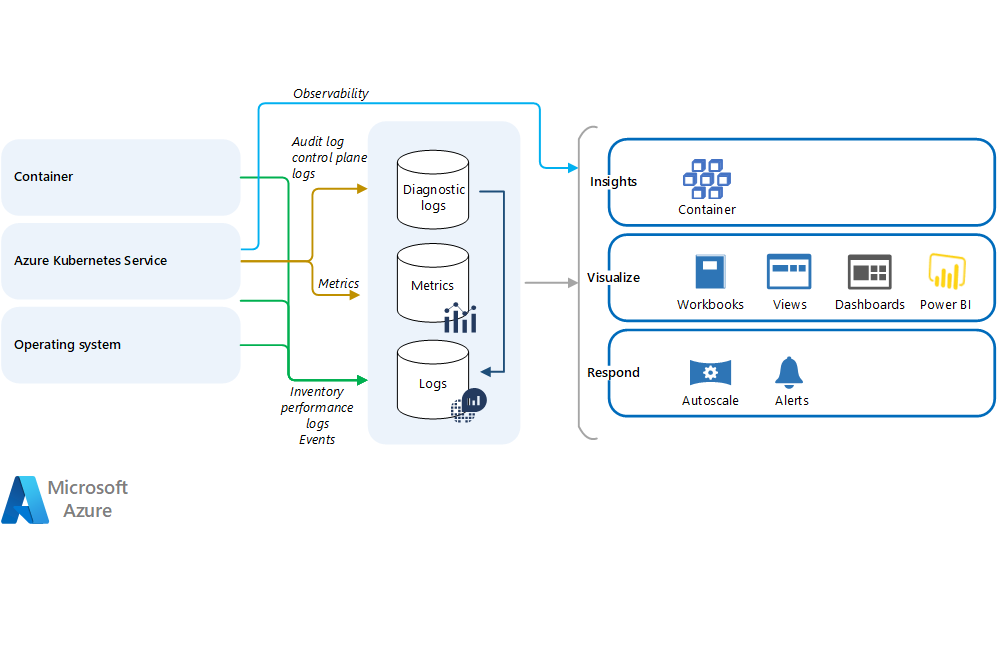 Observability
Audit log
control plane
logs
Container
Azure Kubernetes Service
Operating system
Metrics
Inventory
performance
logs
Events
Diagnostic
logs
Metrics
Logs
Insights
Container
Visualize
Workbooks
Views
Dashboards
Power BI
Respond
Autoscale
Alerts
Microsoft
Azure